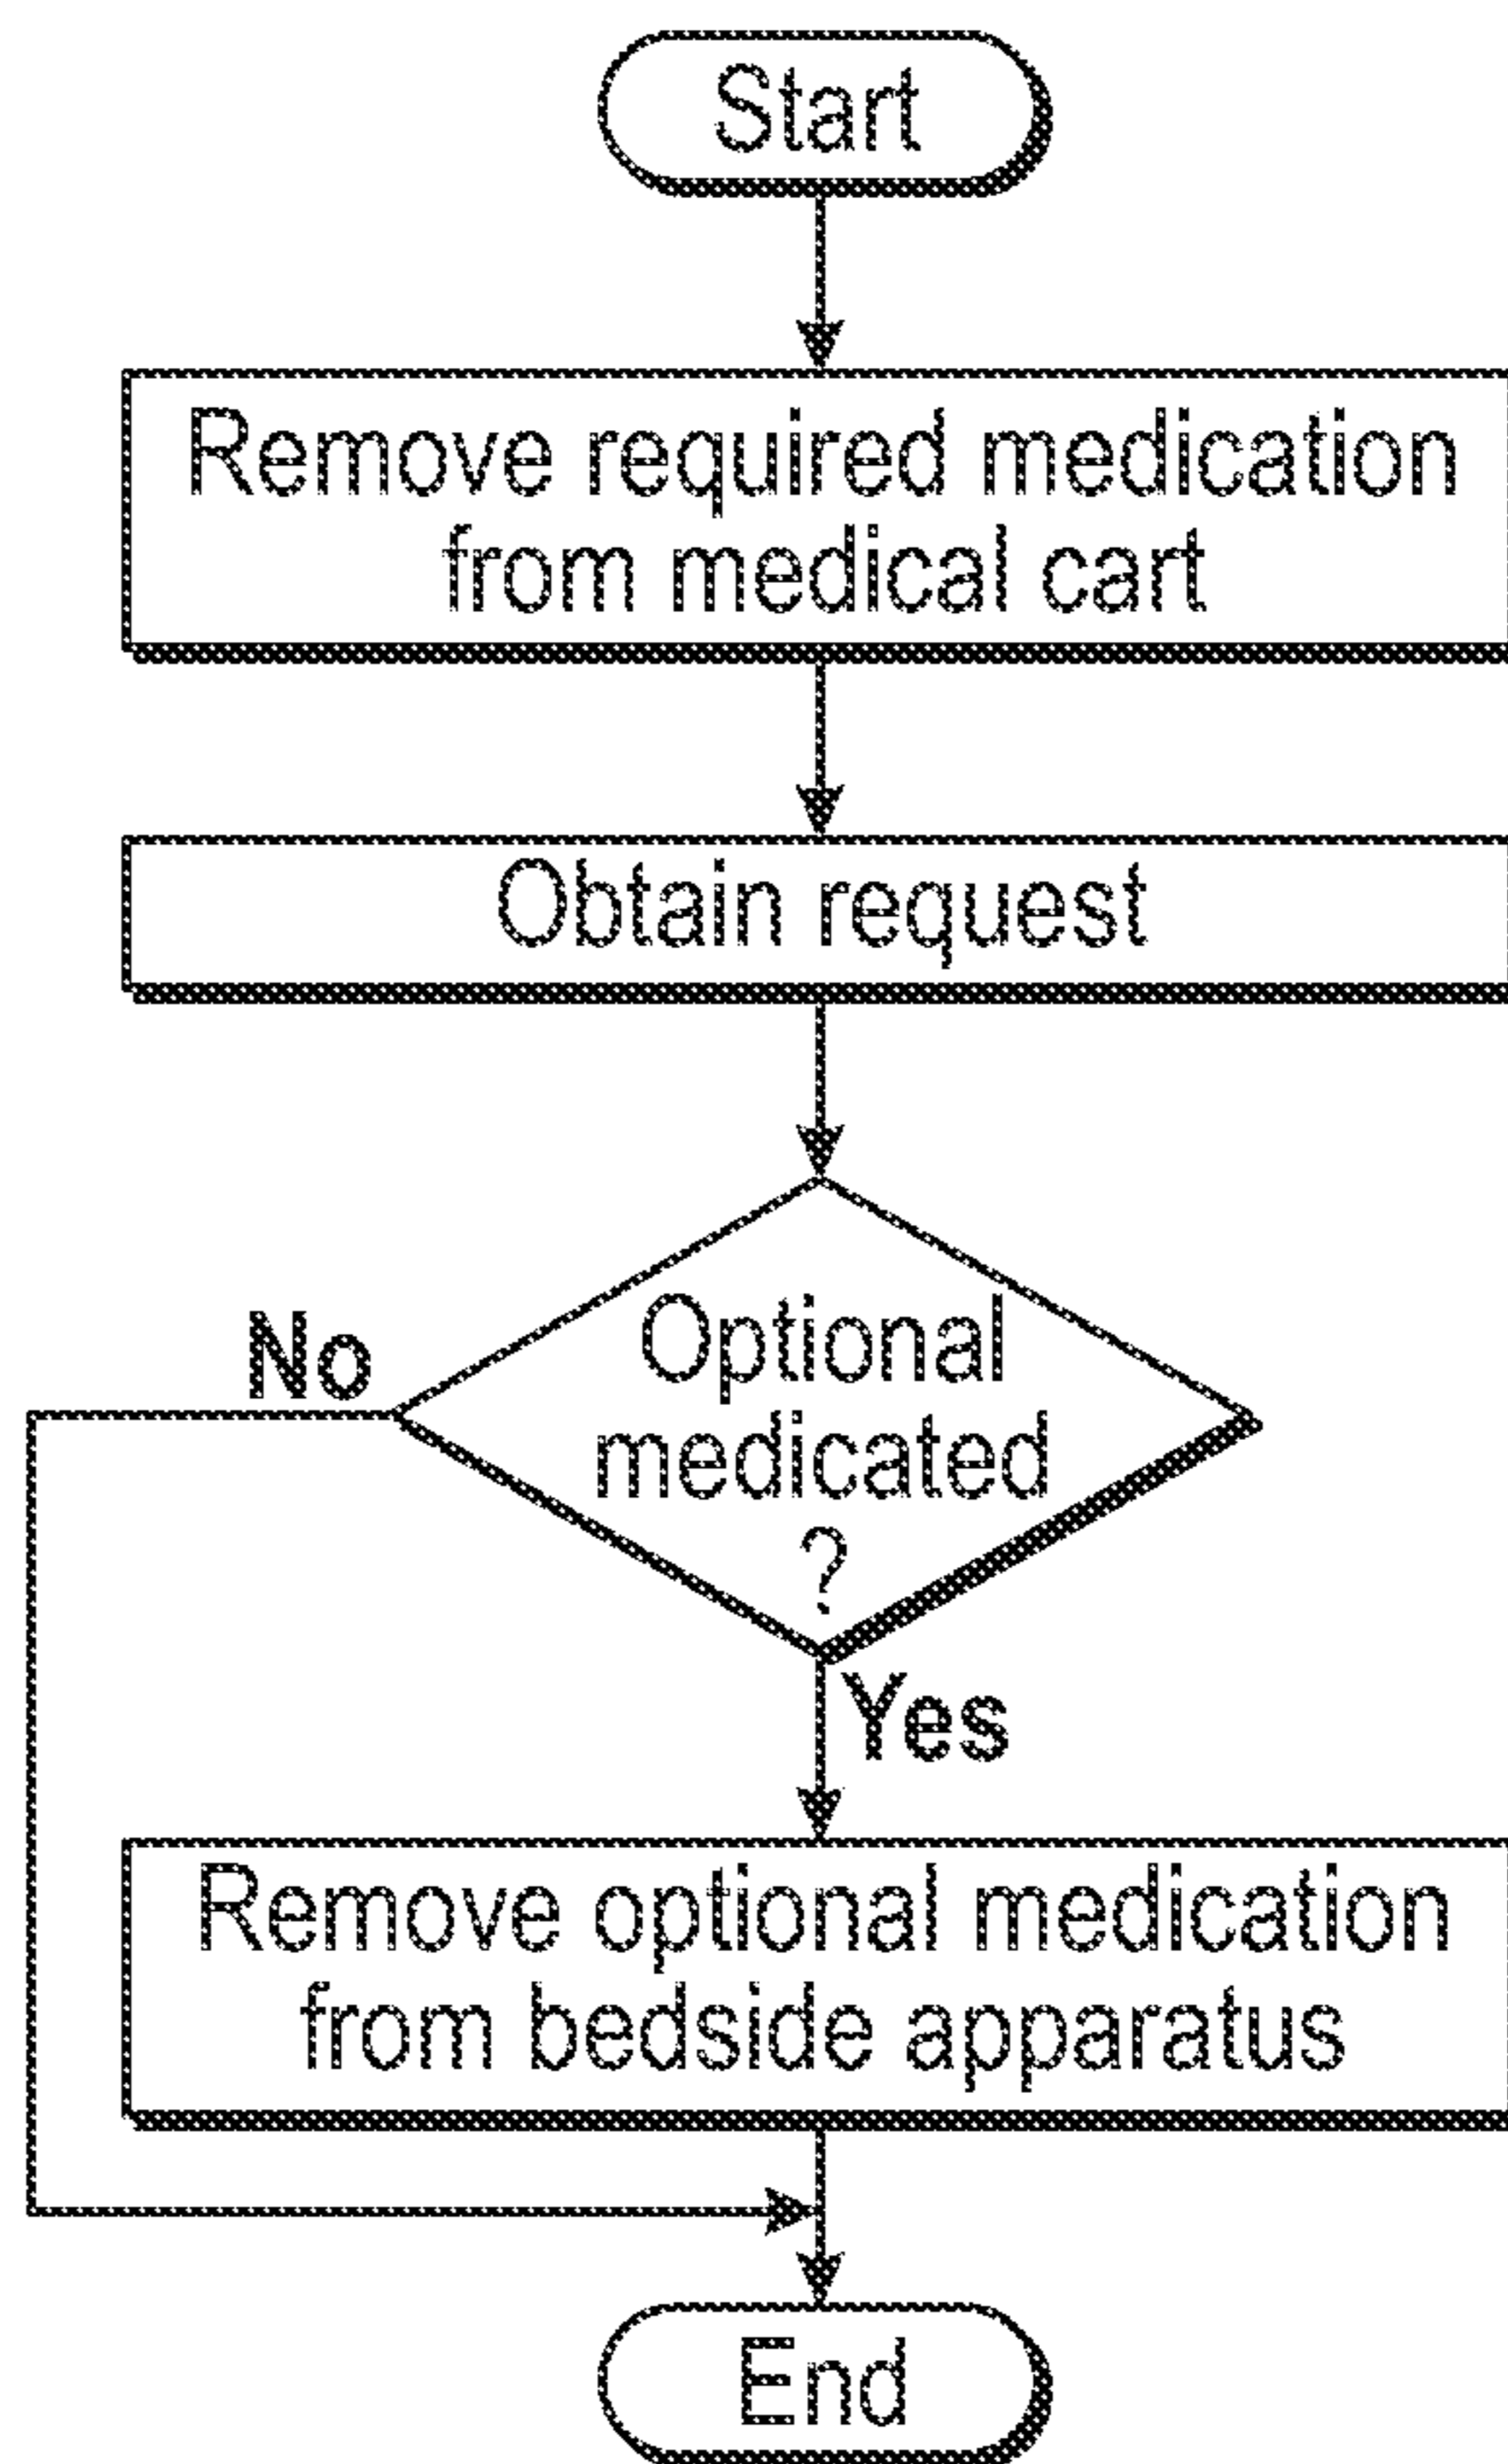 Start
Remove required medication
from medical cart
Obtain request
Optional
medicated
?
No
Yes
Remove optional medication
from bedside apparatus
End